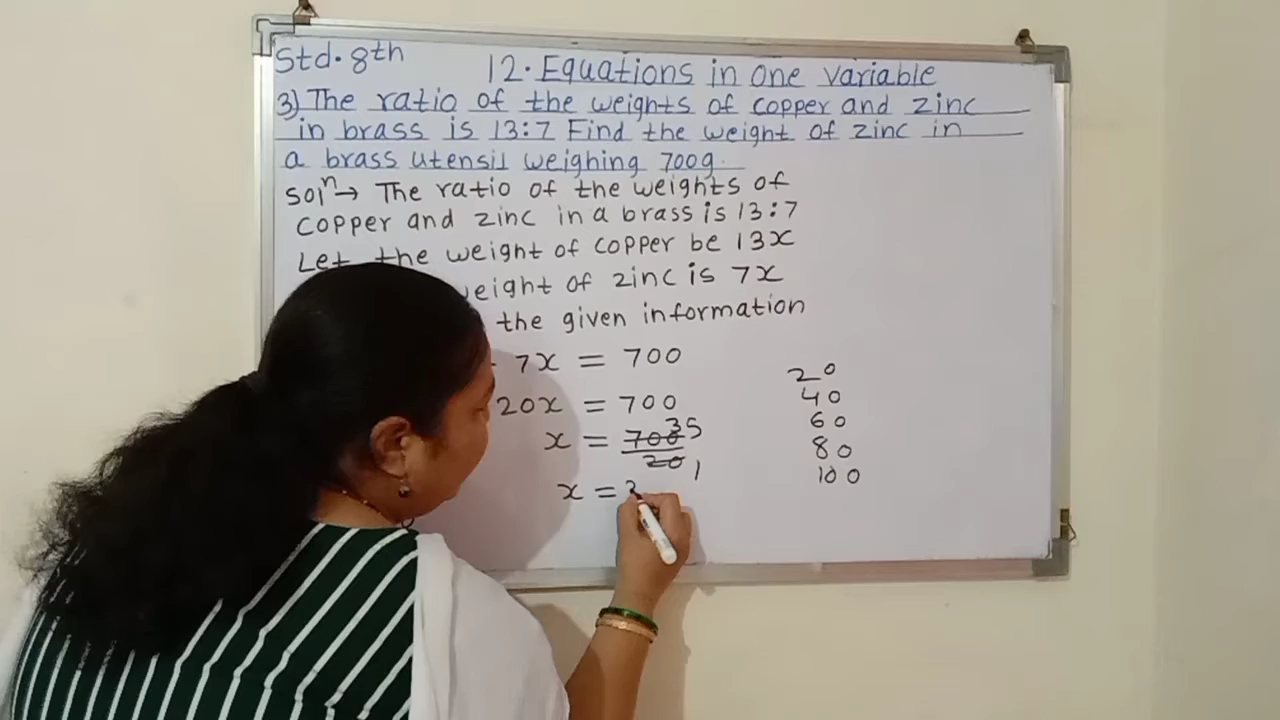 Std. 8th
12. Equations in one variable
3) The ratio of the weights of copper and zinc
in brass is 13:7 Find the weight of zinc in
a brass utensil weighing 700g.
Solⁿ → The ratio of the weights of
copper and zinc in a brass is 13:7
Let the weight of copper be 13x
weight of zinc is 7x
the given information
7x = 700
20x = 700
x = 700/20 35 1
x = 3
20
40
60
80
100